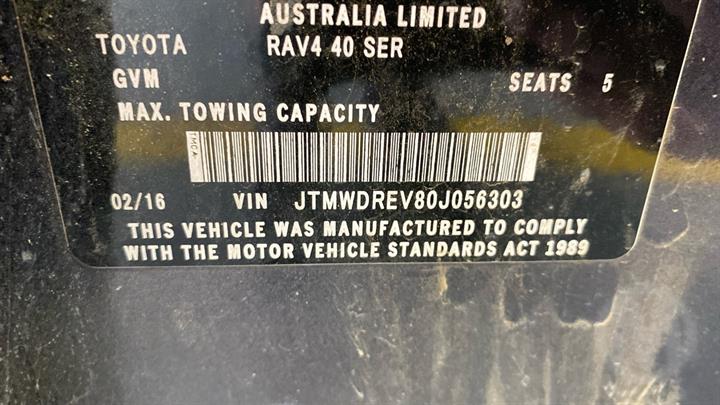 AUSTRALIA LIMITED
TOYOTA RAV4 40 SER
GVM SEATS 5
MAX. TOWING CAPACITY
TMCA
02/16 VIN JTMWDREV80J056303
THIS VEHICLE WAS MANUFACTURED TO COMPLY
WITH THE MOTOR VEHICLE STANDARDS ACT 1989